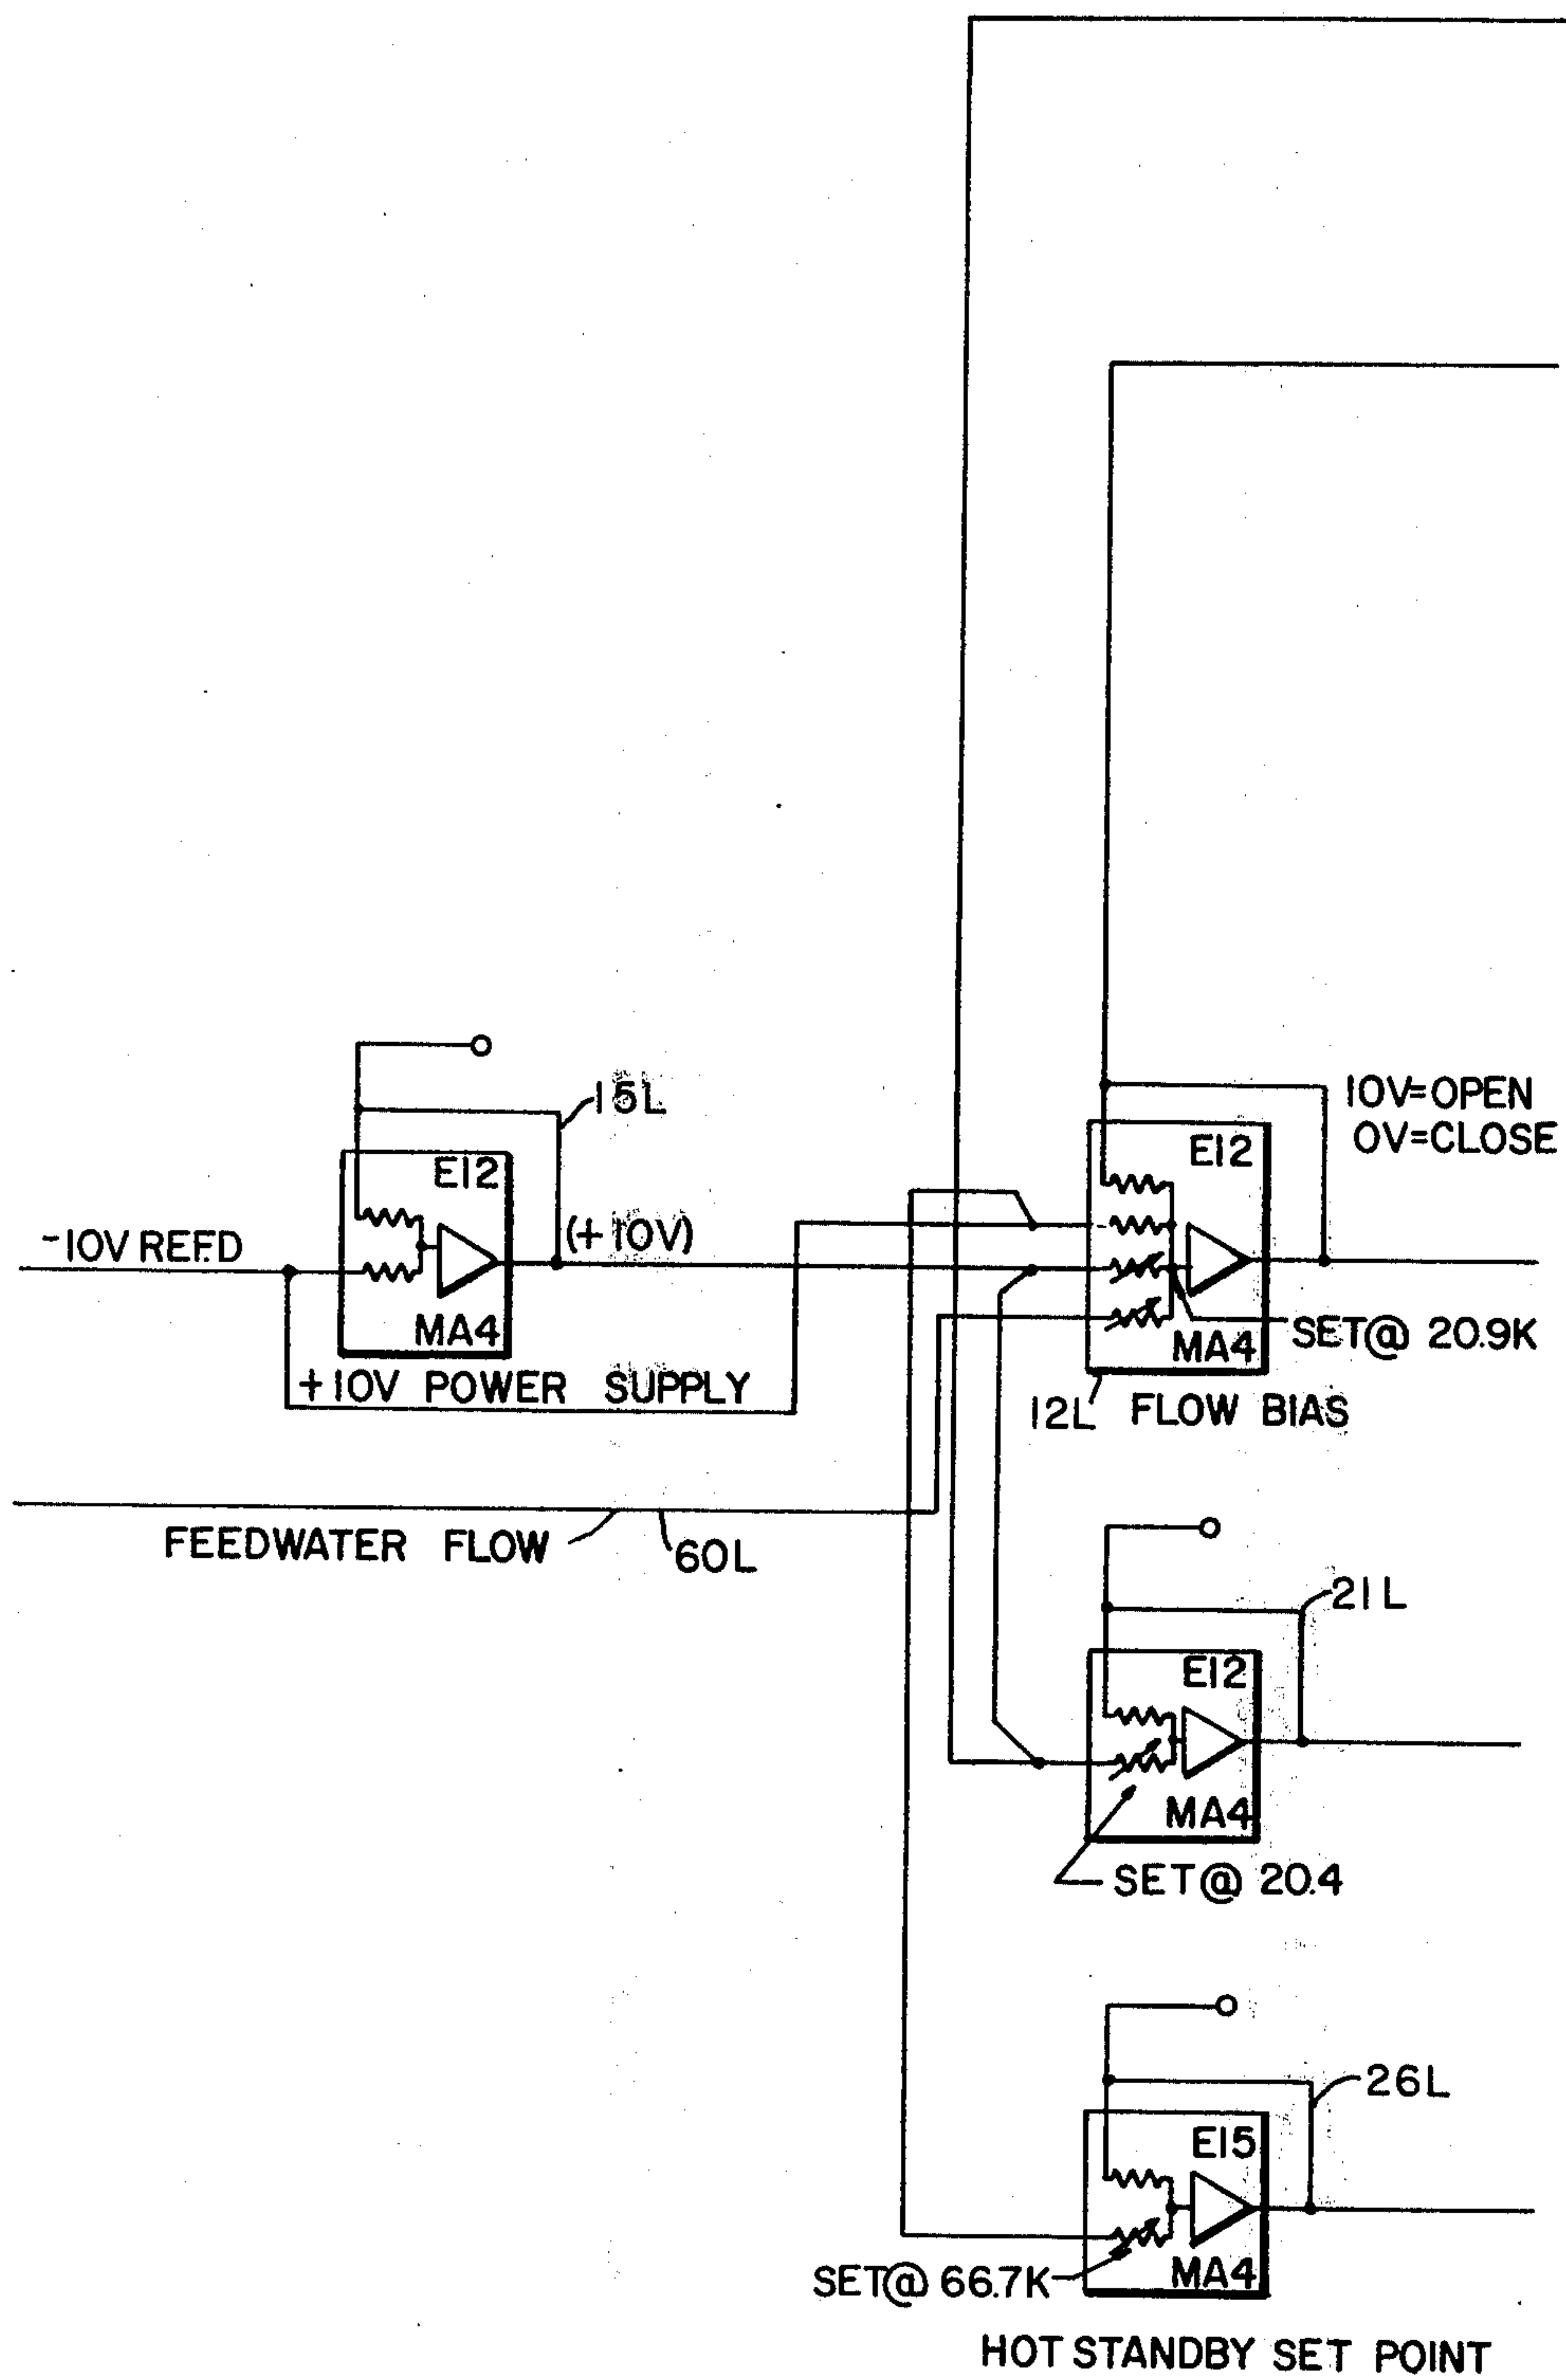 15L
10V=OPEN
0V=CLOSE
E12
E12
-10V REF.D
(+10V)
MA4
MA4
SET@ 20.9K
+10V POWER SUPPLY
12L
FLOW BIAS
FEEDWATER FLOW
60L
21L
E12
MA4
SET@ 20.4
26L
E15
SET@ 66.7K
MA4
HOT STANDBY SET POINT